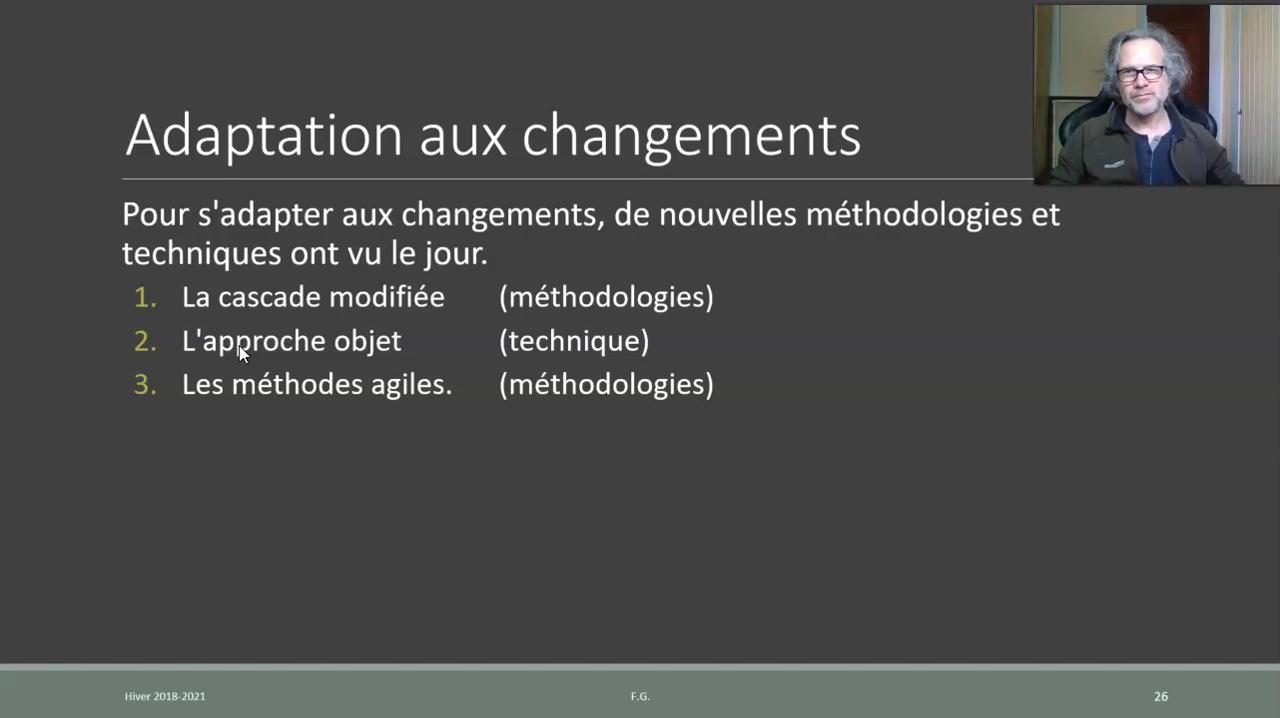 Adaptation aux changements
Pour s'adapter aux changements, de nouvelles méthodologies et
techniques ont vu le jour.
1. La cascade modifiée (méthodologies)
2. L'approche objet (technique)
3. Les méthodes agiles. (méthodologies)
Hiver 2018-2021 F.G. 26